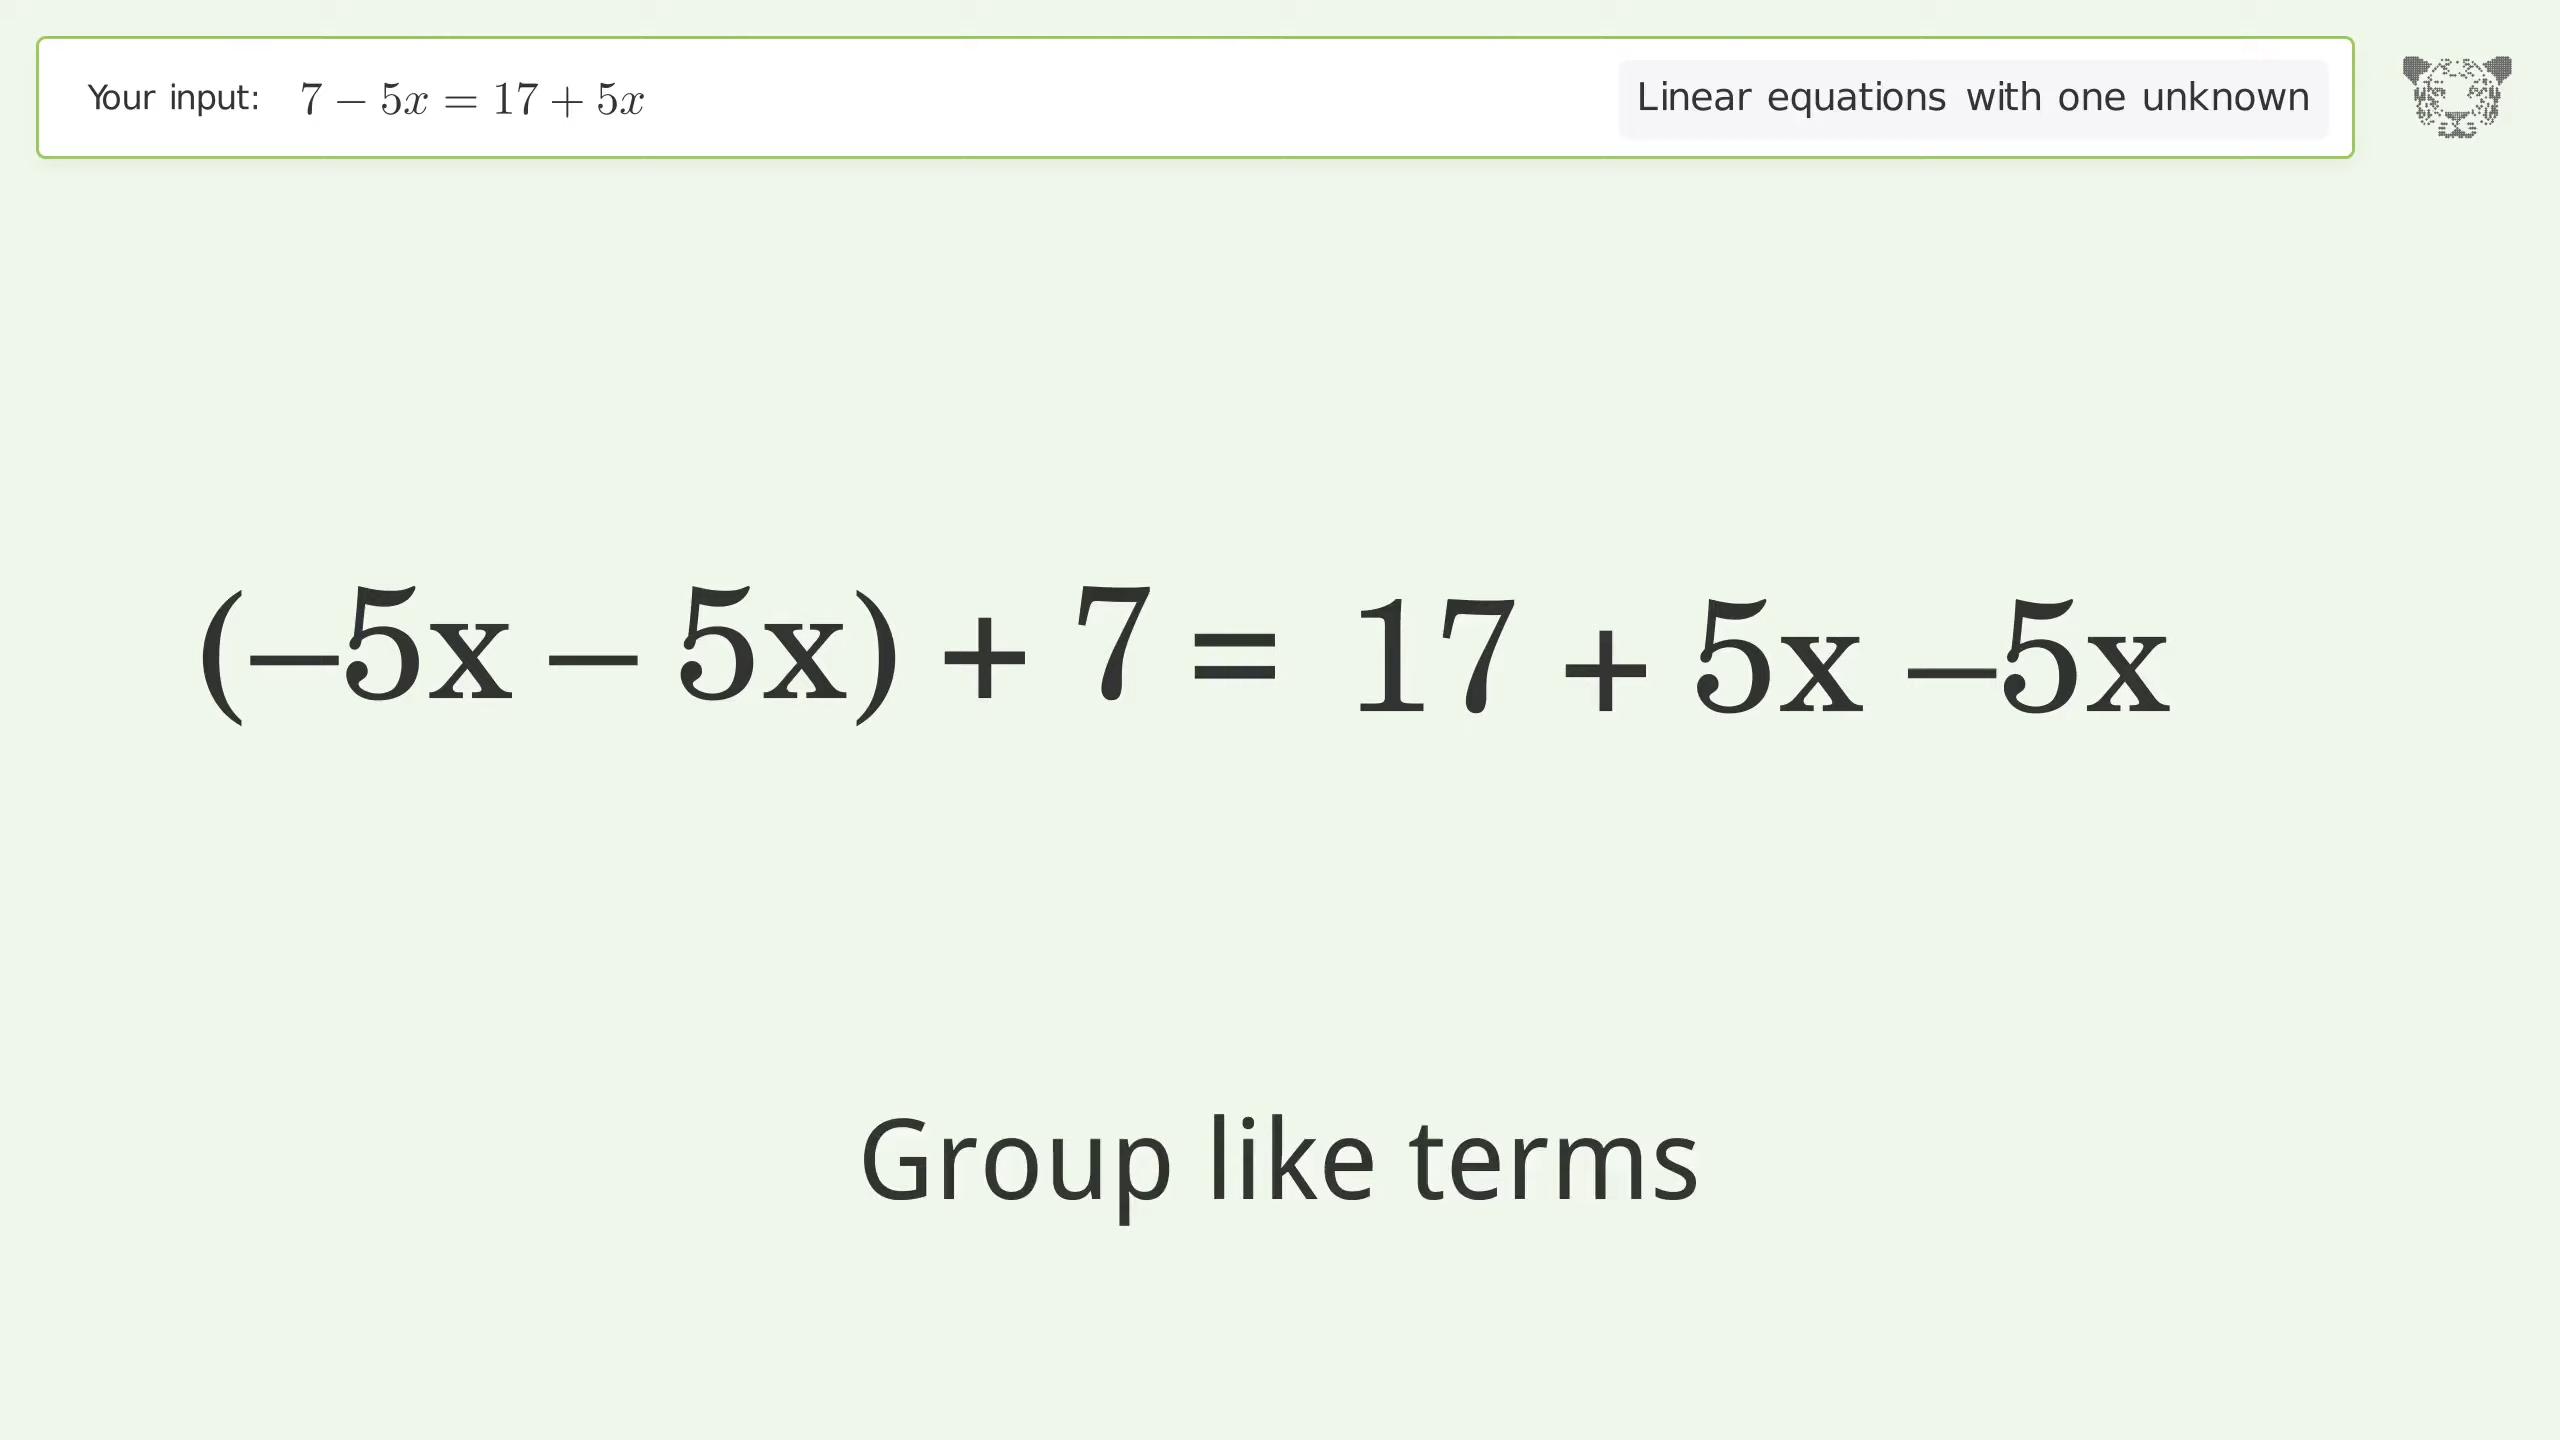 Your input: 7 − 5x = 17 + 5x
Linear equations with one unknown
(−5x − 5x) + 7 = 17 + 5x −5x
Group like terms